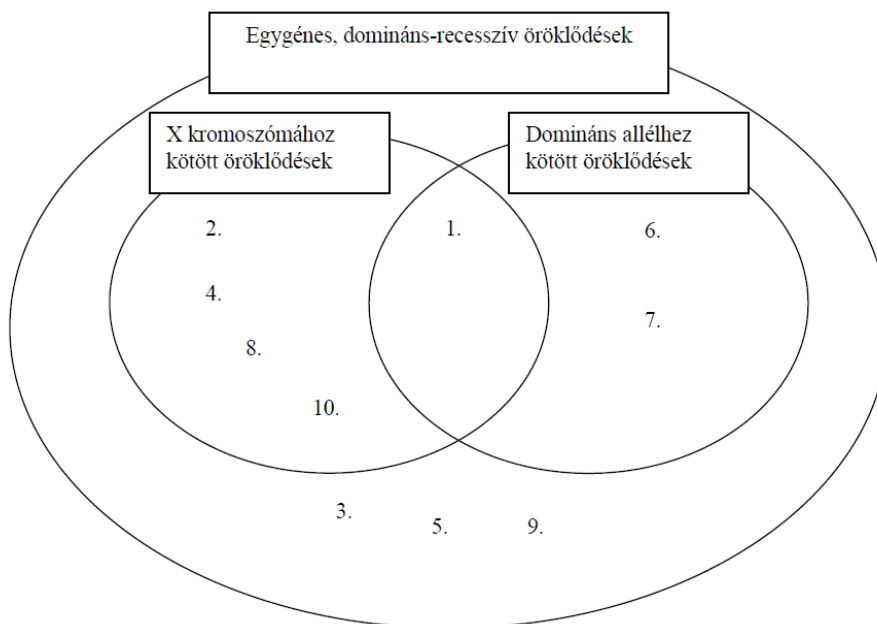 Egygénes, domináns-recesszív öröklődések
X kromoszómához
kötött öröklődések
Domináns allélhez
kötött öröklődések
2.
1.
6.
4.
7.
8.
10.
3.
5.
9.